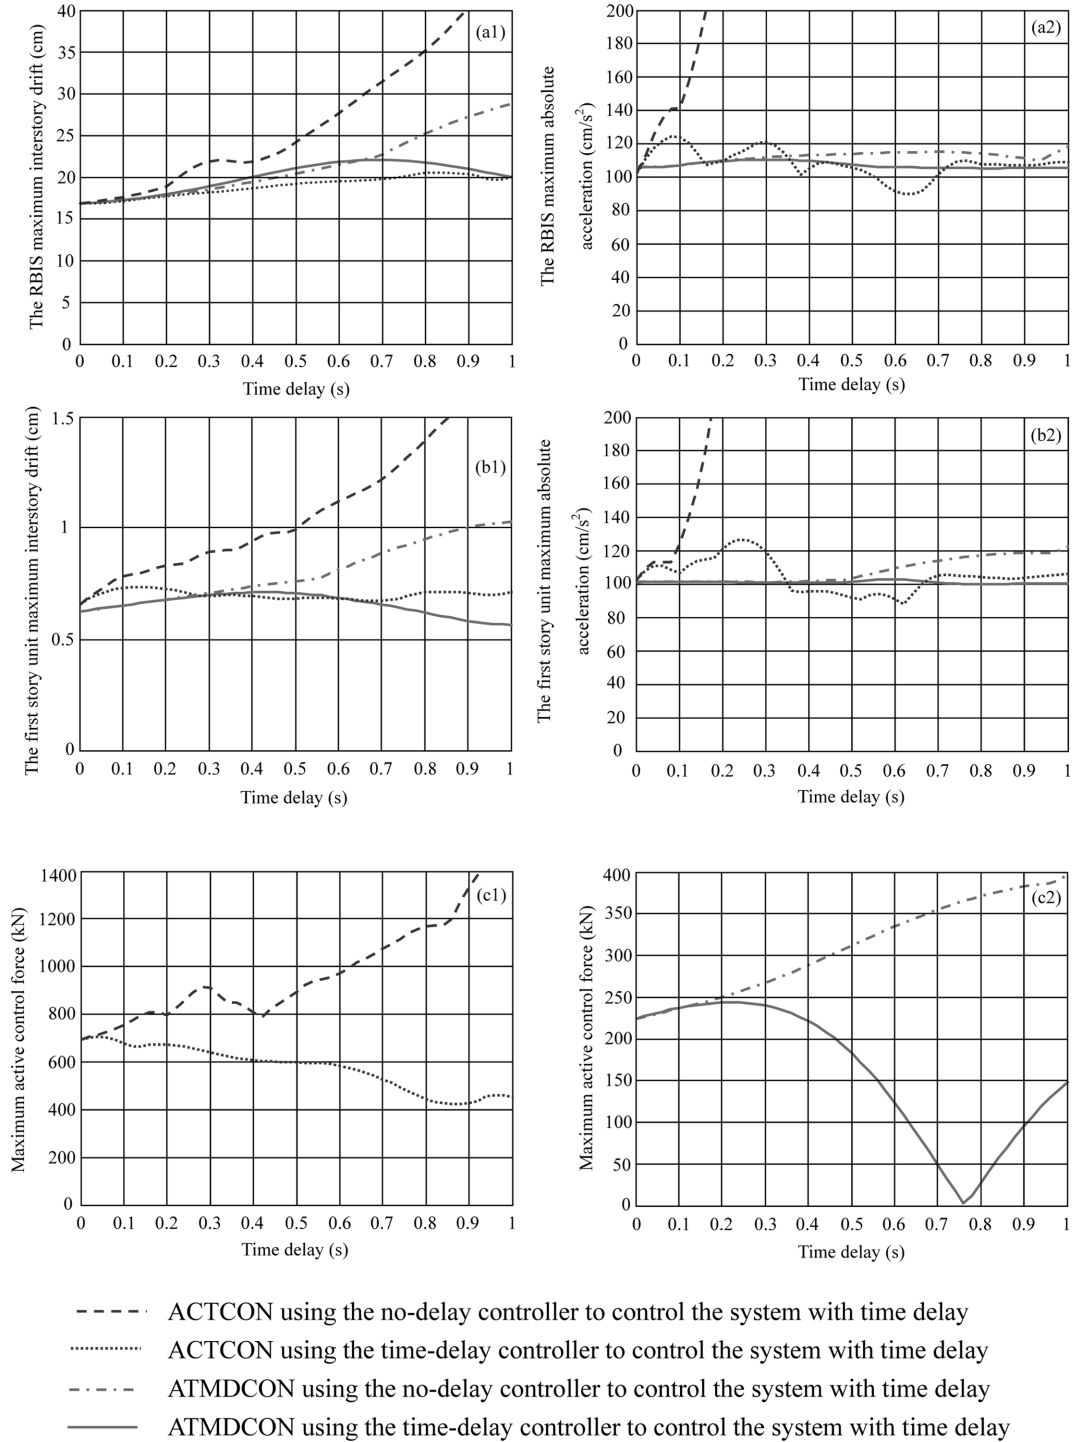 The RBIS maximum interstory drift (cm)
40
35
30
25
20
15
10
5
0
(a1)
0 0.1 0.2 0.3 0.4 0.5 0.6 0.7 0.8 0.9 1
Time delay (s)
The RBIS maximum absolute
acceleration (cm/s²)
200
180
160
140
120
100
80
60
40
20
0
(a2)
0 0.1 0.2 0.3 0.4 0.5 0.6 0.7 0.8 0.9 1
Time delay (s)
The first story unit maximum interstory drift (cm)
1.5
1
0.5
0
(b1)
0 0.1 0.2 0.3 0.4 0.5 0.6 0.7 0.8 0.9 1
Time delay (s)
The first story unit maximum absolute
acceleration (cm/s²)
200
180
160
140
120
100
80
60
40
20
0
(b2)
0 0.1 0.2 0.3 0.4 0.5 0.6 0.7 0.8 0.9 1
Time delay (s)
Maximum active control force (kN)
1400
1200
1000
800
600
400
200
0
(c1)
0 0.1 0.2 0.3 0.4 0.5 0.6 0.7 0.8 0.9 1
Time delay (s)
Maximum active control force (kN)
400
350
300
250
200
150
100
50
0
(c2)
0 0.1 0.2 0.3 0.4 0.5 0.6 0.7 0.8 0.9 1
Time delay (s)
ACTCON using the no-delay controller to control the system with time delay
ACTCON using the time-delay controller to control the system with time delay
ATMDCON using the no-delay controller to control the system with time delay
ATMDCON using the time-delay controller to control the system with time delay